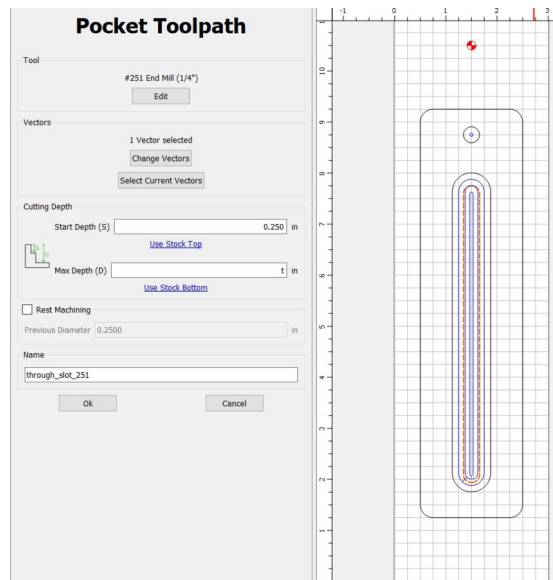 Pocket Toolpath
Tool
#251 End Mill (1/4")
Edit
Vectors
1 Vector selected
Change Vectors
Select Current Vectors
Cutting Depth
Start Depth (S) 0.250 in
Use Stock Top
Max Depth (D) t in
Use Stock Bottom
Rest Machining
Previous Diameter 0.2500 in
Name
through_slot_251
Ok Cancel
-1 0 1 2 3
10
9
8
7
6
5
4
3
2
1